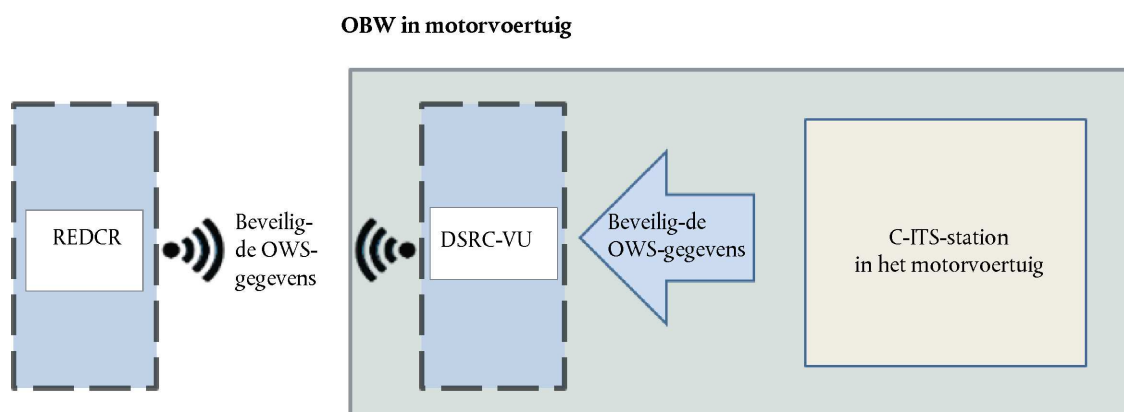 OBW in motorvoertuig
REDCR
Beveilig-
de OWS-
gegevens
DSRC-VU
Beveilig-de
OWS-gegevens
C-ITS-station
in het motorvoertuig